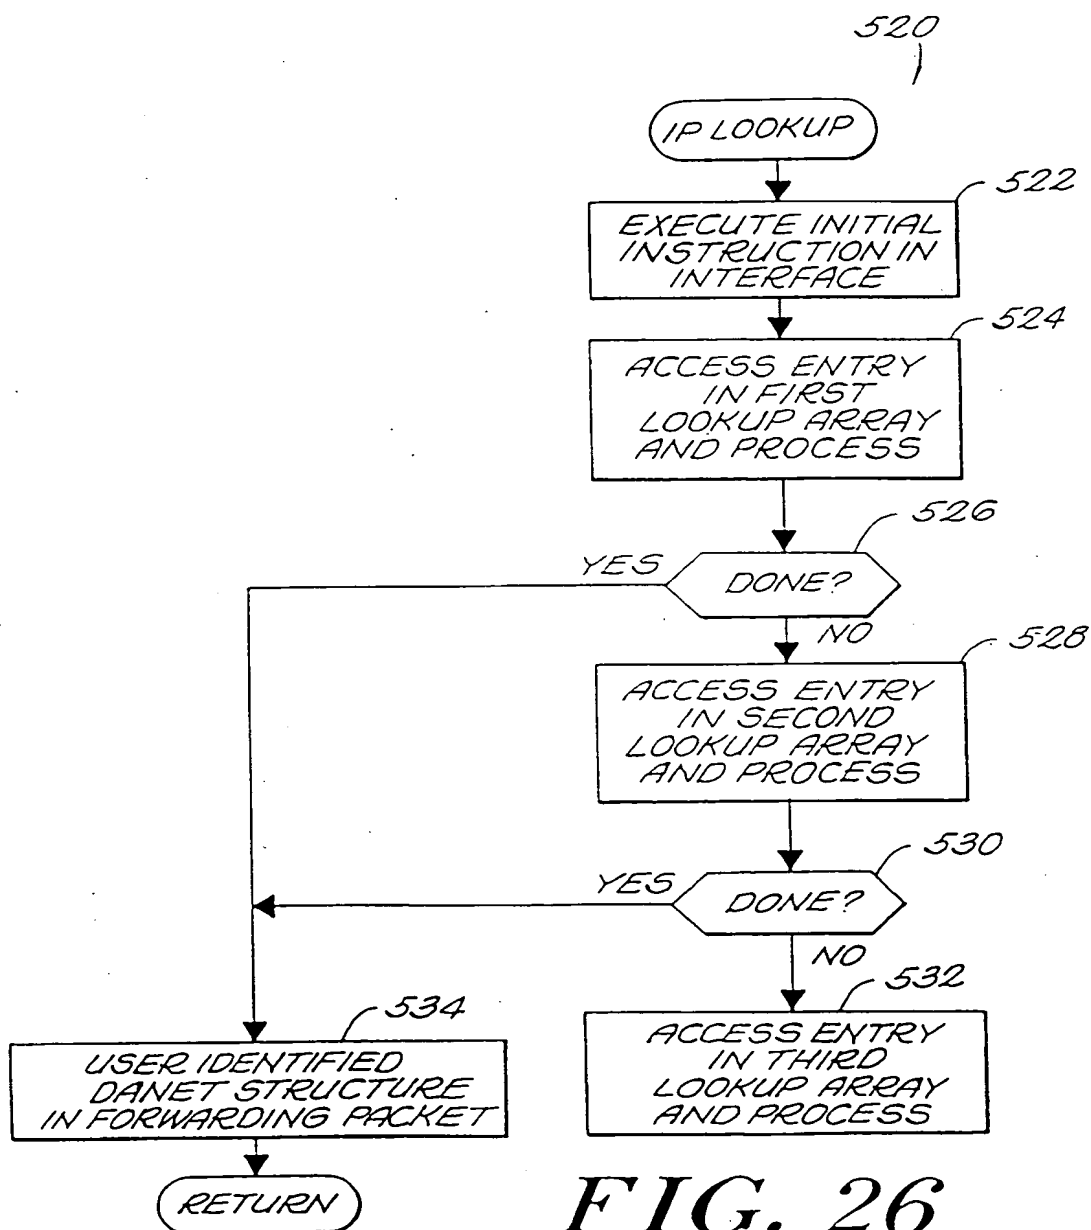 520
IP LOOKUP
522
EXECUTE INITIAL
INSTRUCTION IN
INTERFACE
524
ACCESS ENTRY
IN FIRST
LOOKUP ARRAY
AND PROCESS
526
YES
DONE?
NO
528
ACCESS ENTRY
IN SECOND
LOOKUP ARRAY
AND PROCESS
530
YES
DONE?
NO
532
ACCESS ENTRY
IN THIRD
LOOKUP ARRAY
AND PROCESS
534
USER IDENTIFIED
DANET STRUCTURE
IN FORWARDING PACKET
RETURN
FIG. 26